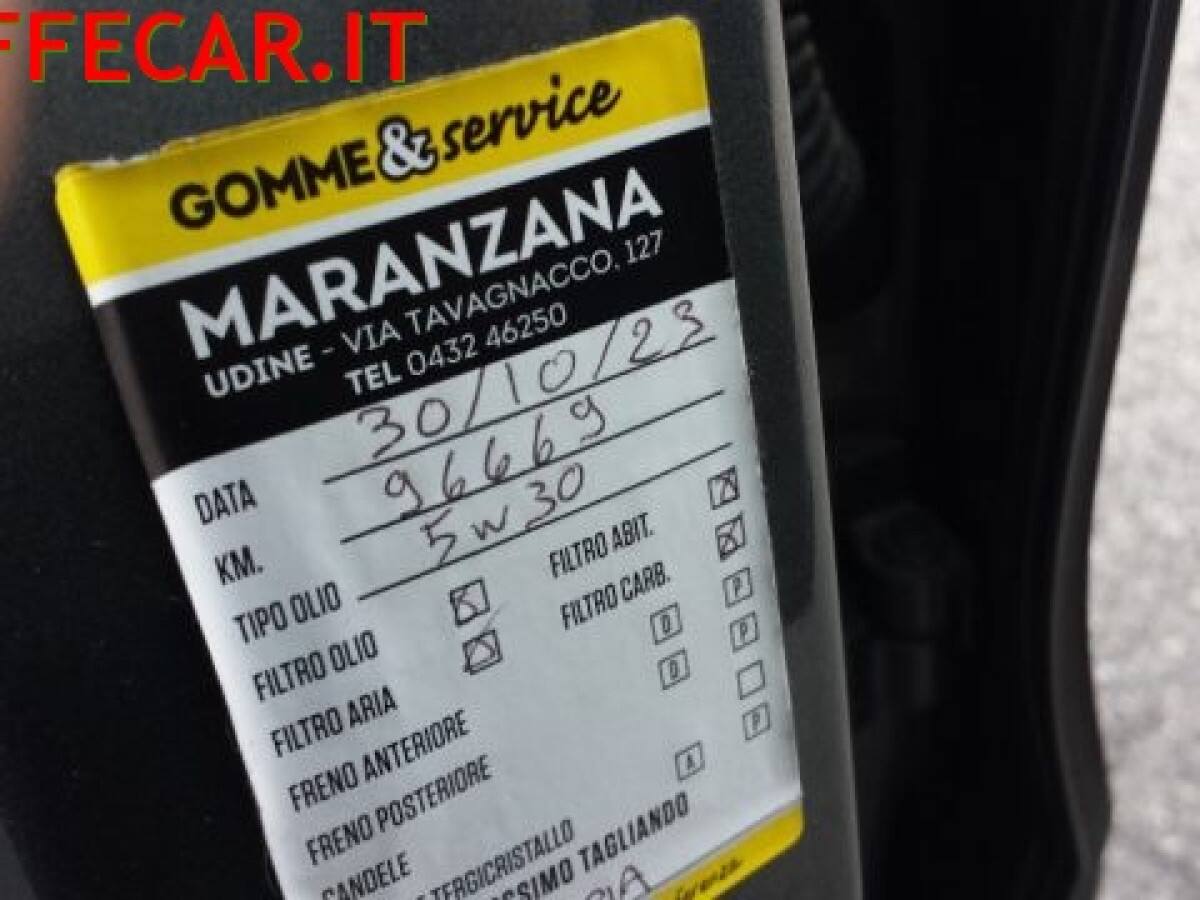 FFECAR.IT
GOMME&service
MARANZANA
UDINE - VIA TAVAGNACCO, 127
TEL 0432 46250
DATA 30/10/23
KM. 96669
TIPO OLIO 5w30
FILTRO OLIO FILTRO ABIT.
FILTRO ARIA FILTRO CARB.
FRENO ANTERIORE D P
FRENO POSTERIORE D P
CANDELE
TERGICRISTALLO A P
OSSIMO TAGLIANDO